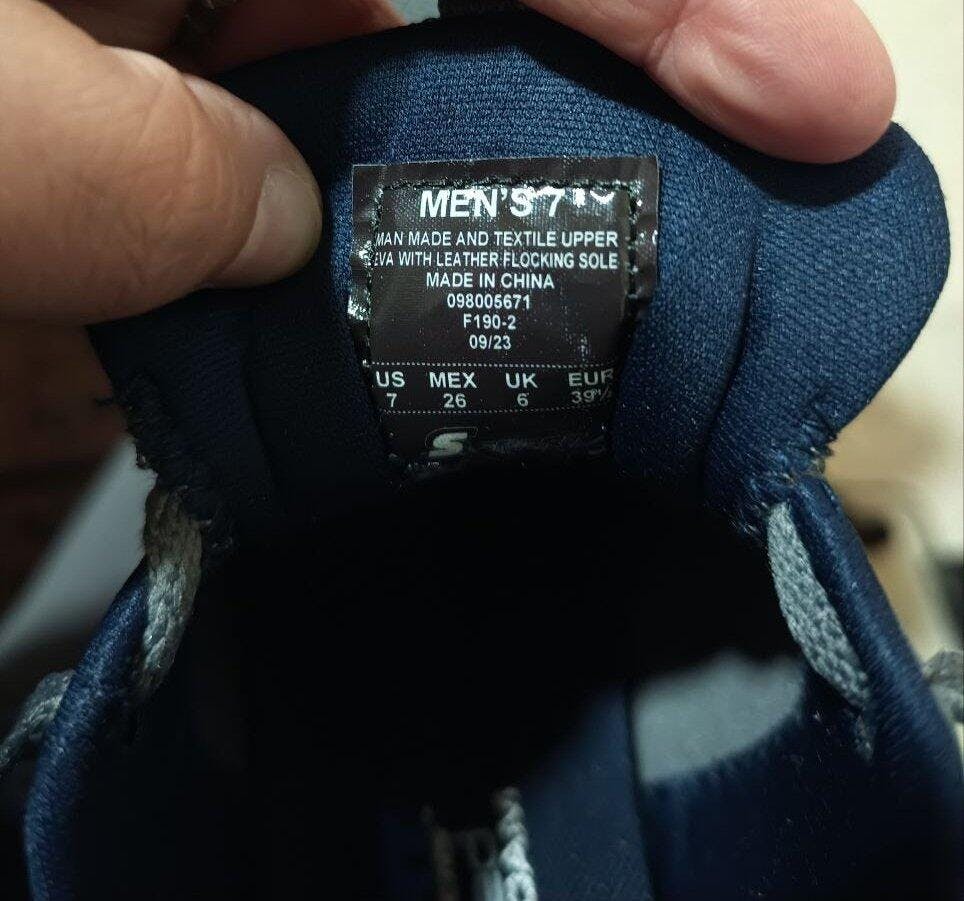 MEN'S 7
MAN MADE AND TEXTILE UPPER
EVA WITH LEATHER FLOCKING SOLE
MADE IN CHINA
098005671
F190-2
09/23
US MEX UK EUR
7 26 6 39½
S